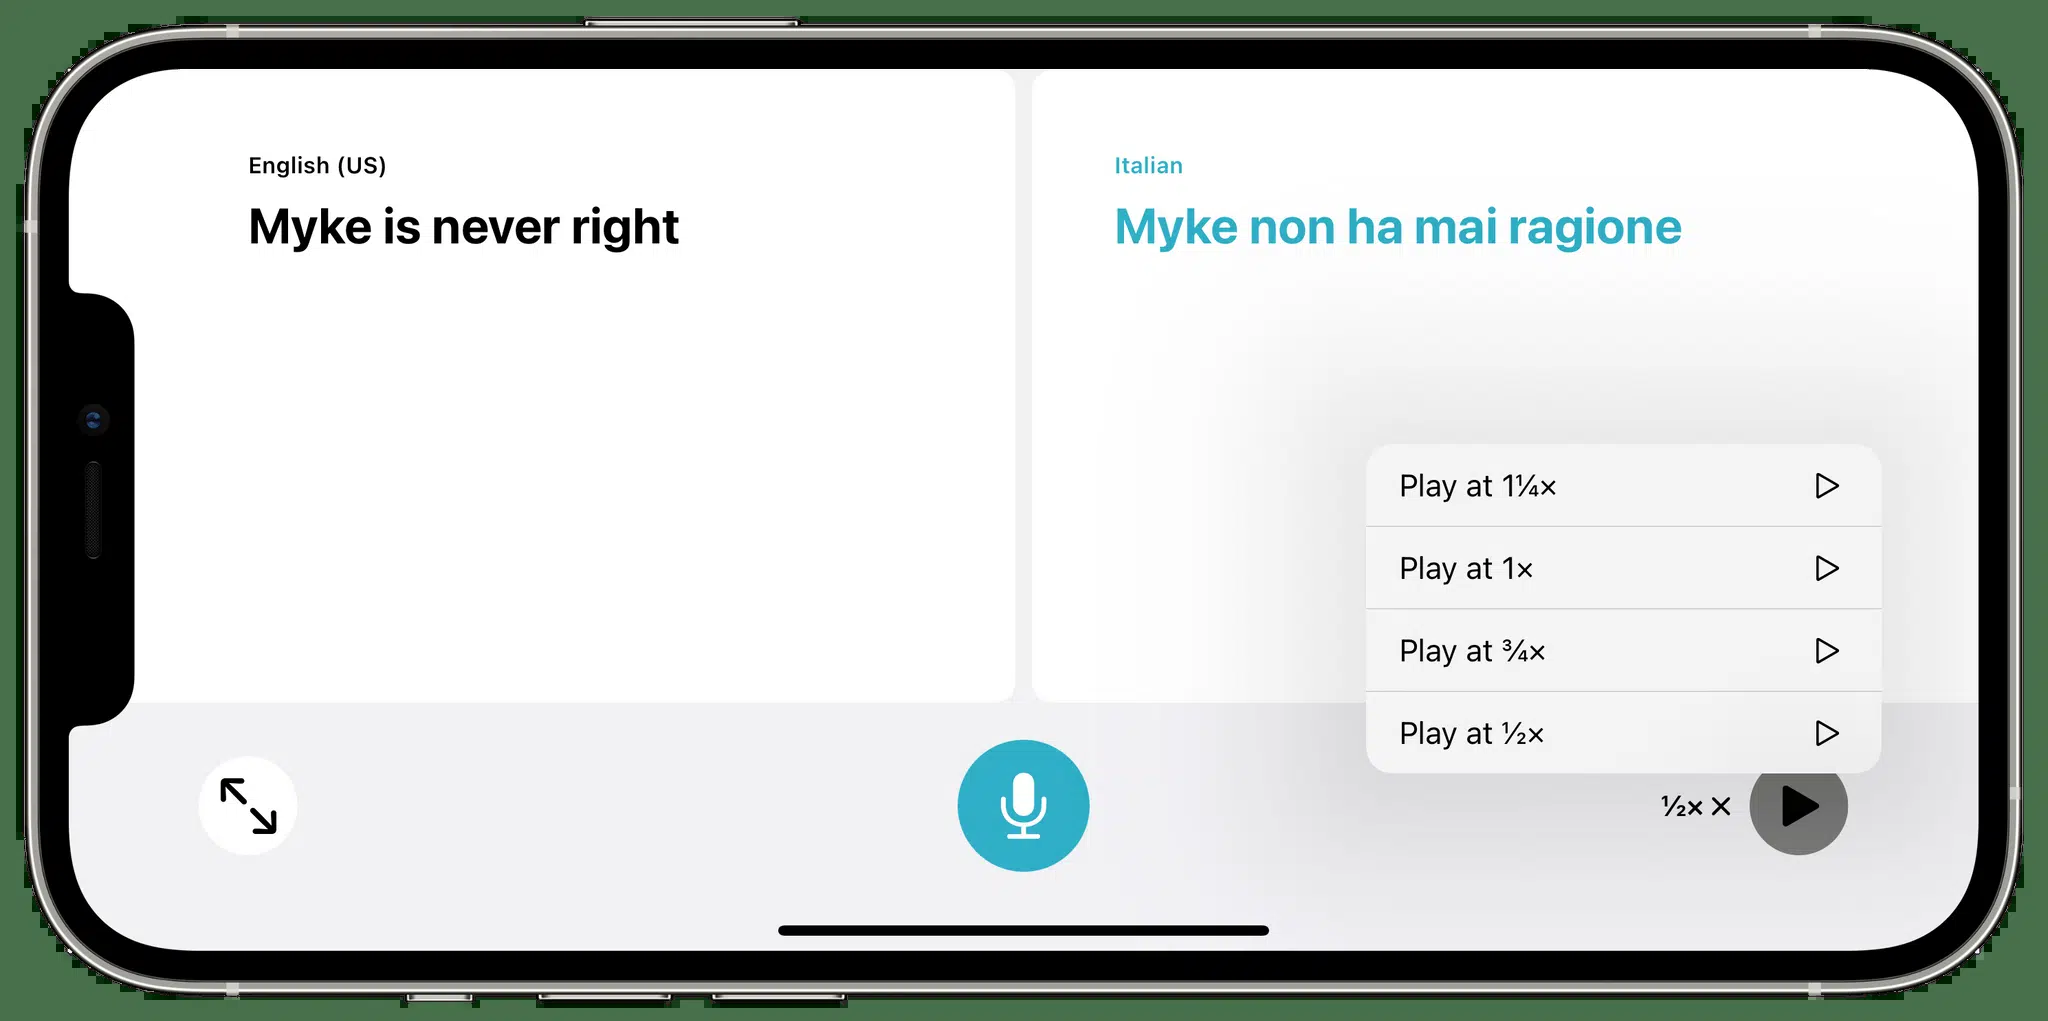 English (US)
Myke is never right
Italian
Myke non ha mai ragione
Play at 1¼×
Play at 1×
Play at ¾×
Play at ½×
½× ×